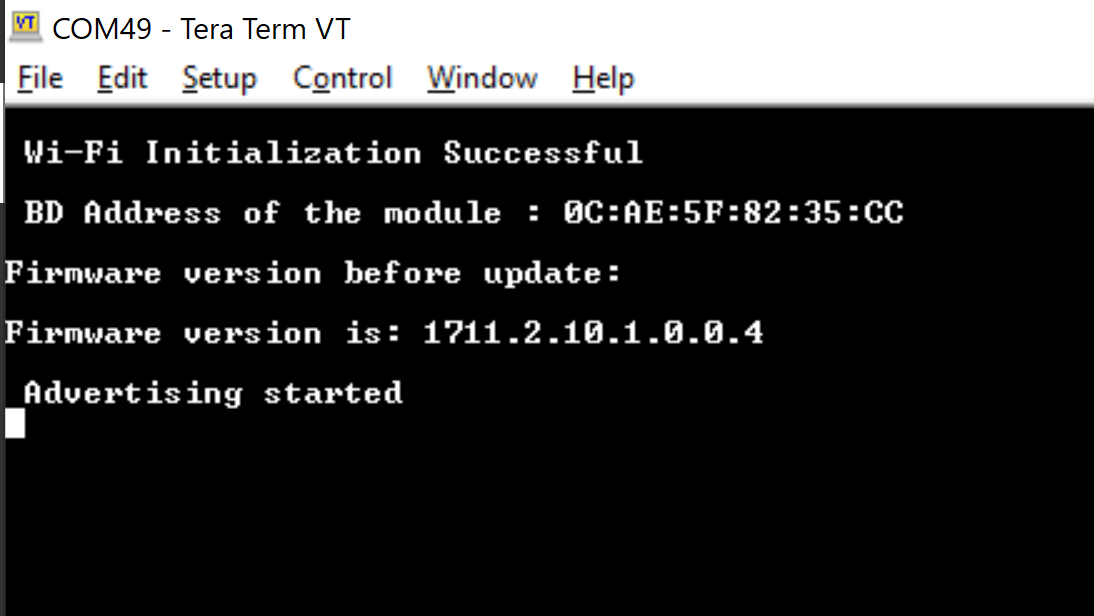 VT
COM49 - Tera Term VT
File Edit Setup Control Window Help
Wi-Fi Initialization Successful
BD Address of the module : 0C:AE:5F:82:35:CC
Firmware version before update:
Firmware version is: 1711.2.10.1.0.0.4
Advertising started